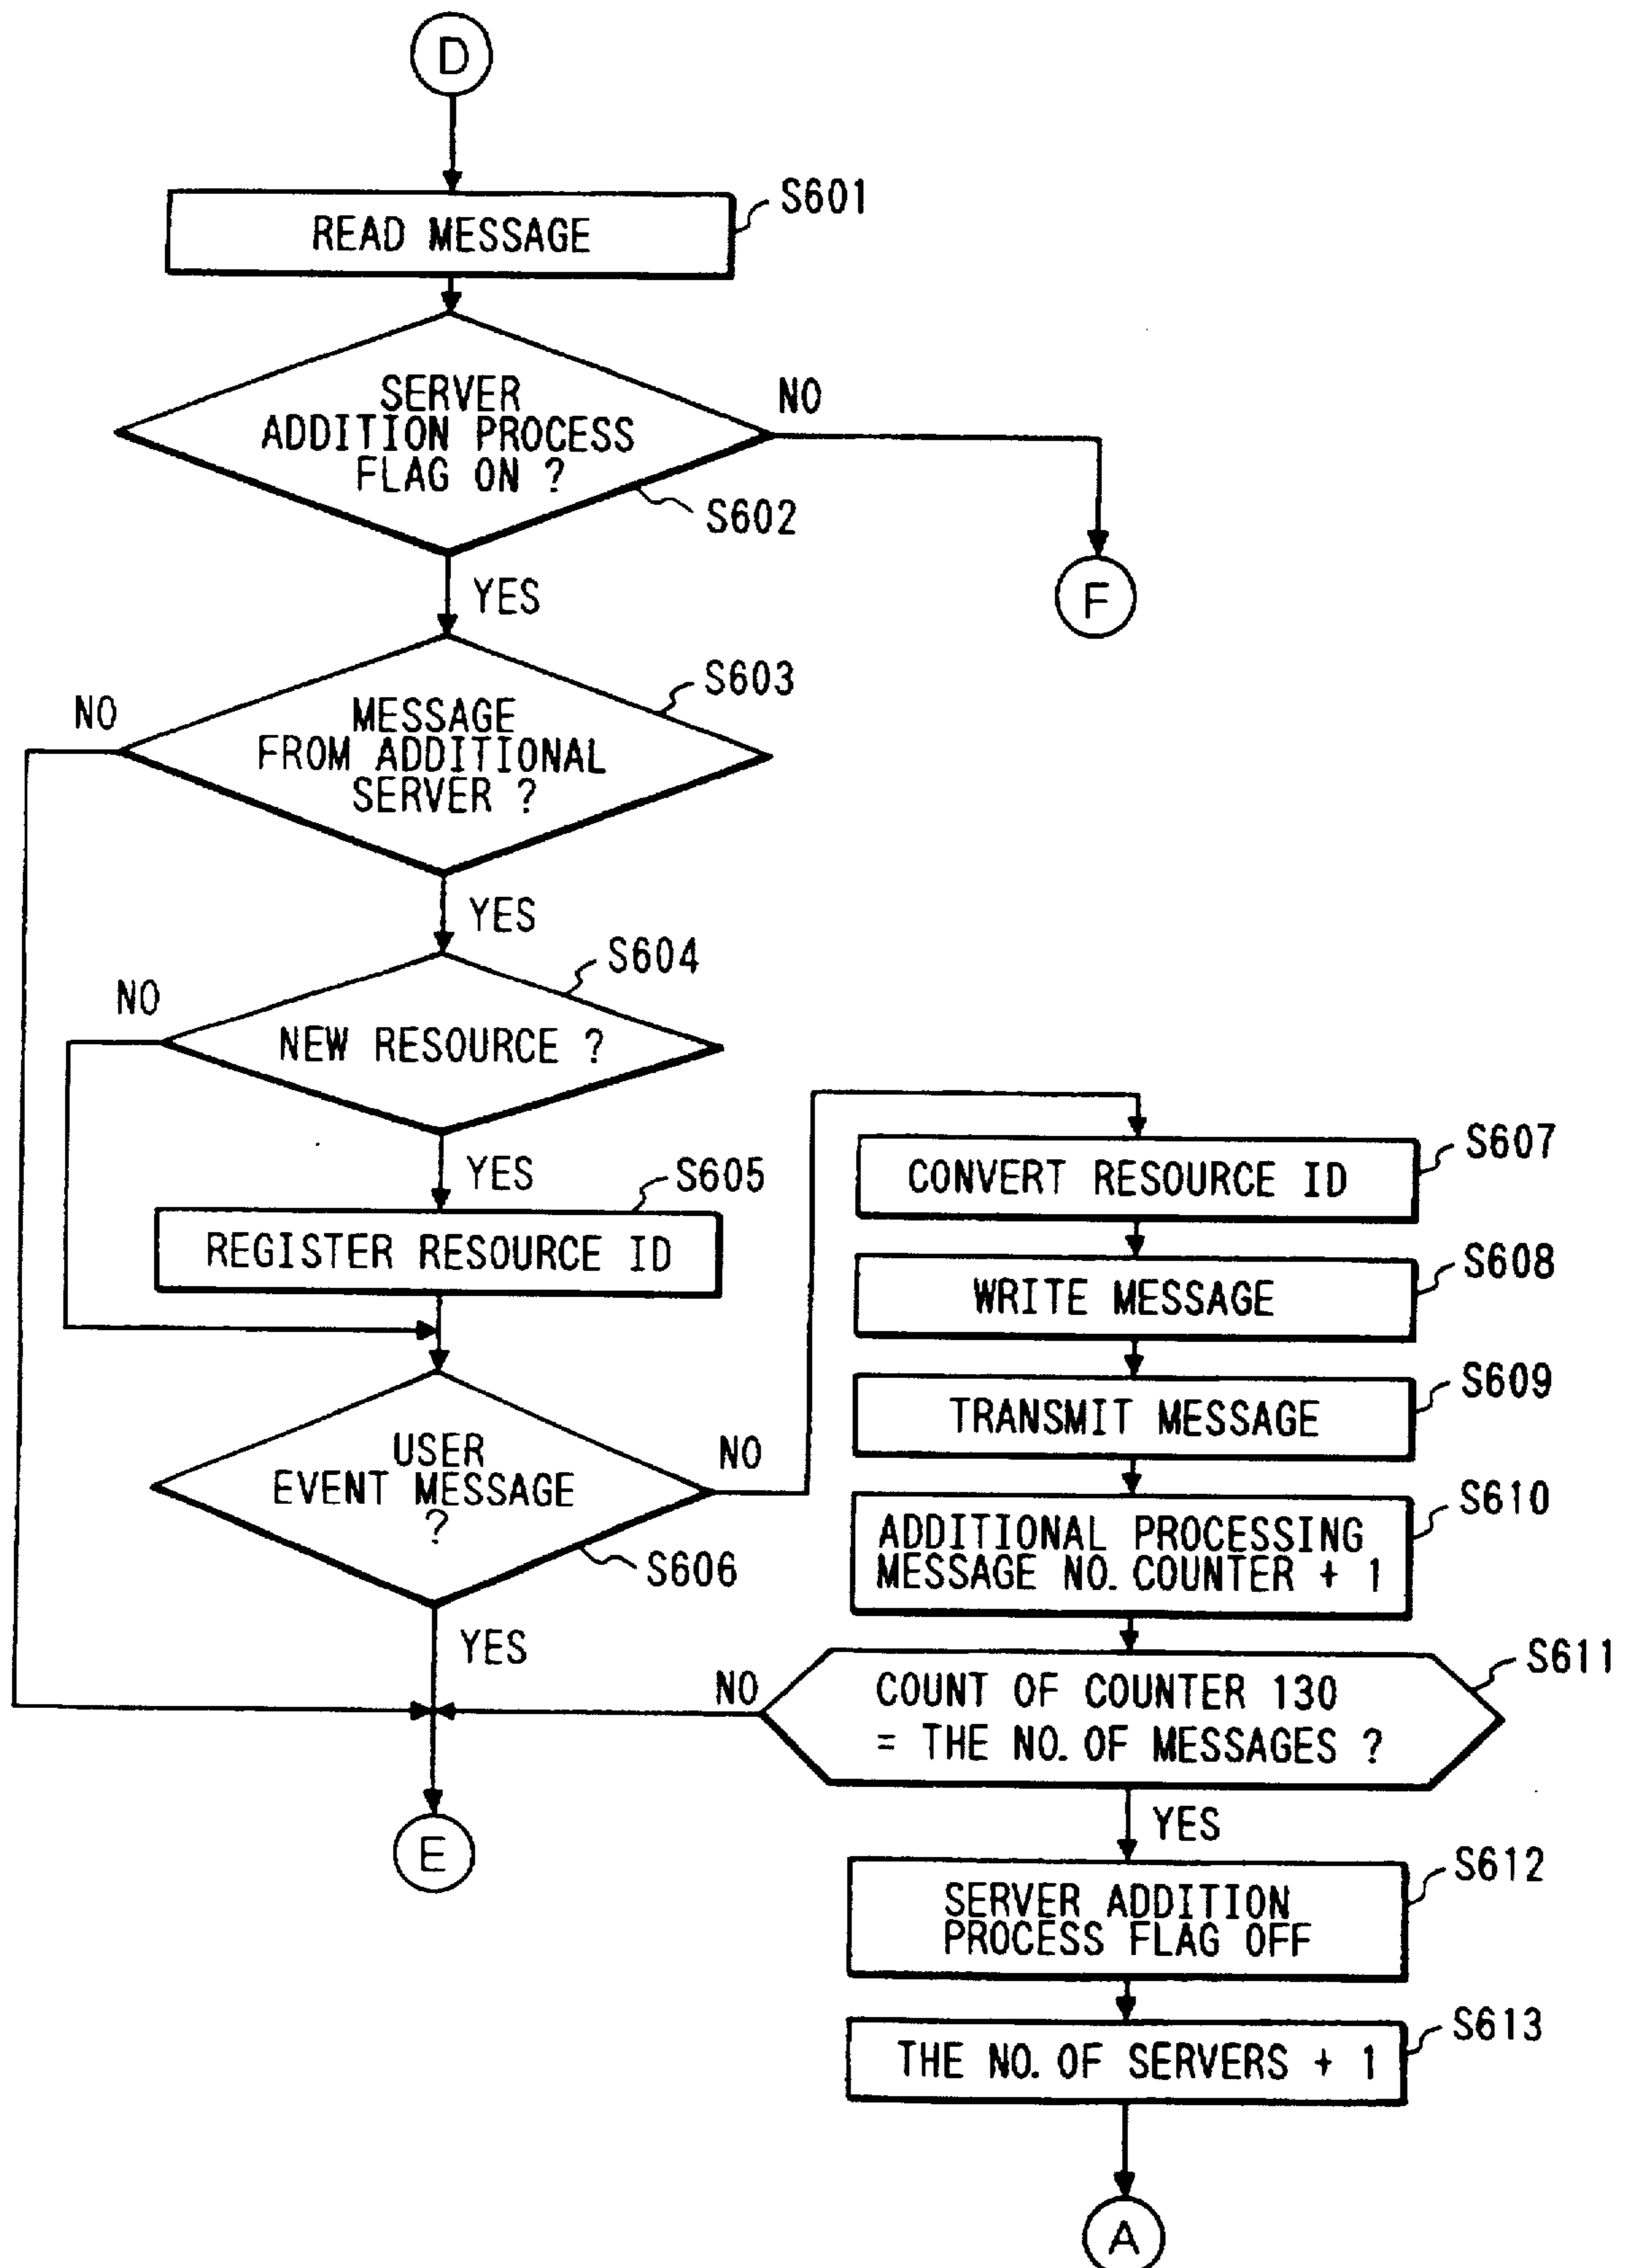 D
S601
READ MESSAGE
SERVER
ADDITION PROCESS
FLAG ON ?
NO
S602
YES
F
S603
NO
MESSAGE
FROM ADDITIONAL
SERVER ?
YES
S604
NO
NEW RESOURCE ?
YES
S605
REGISTER RESOURCE ID
USER
EVENT MESSAGE
?
NO
S606
YES
S607
CONVERT RESOURCE ID
S608
WRITE MESSAGE
S609
TRANSMIT MESSAGE
S610
ADDITIONAL PROCESSING
MESSAGE NO. COUNTER + 1
S611
NO
COUNT OF COUNTER 130
= THE NO. OF MESSAGES ?
YES
E
S612
SERVER ADDITION
PROCESS FLAG OFF
S613
THE NO. OF SERVERS + 1
A